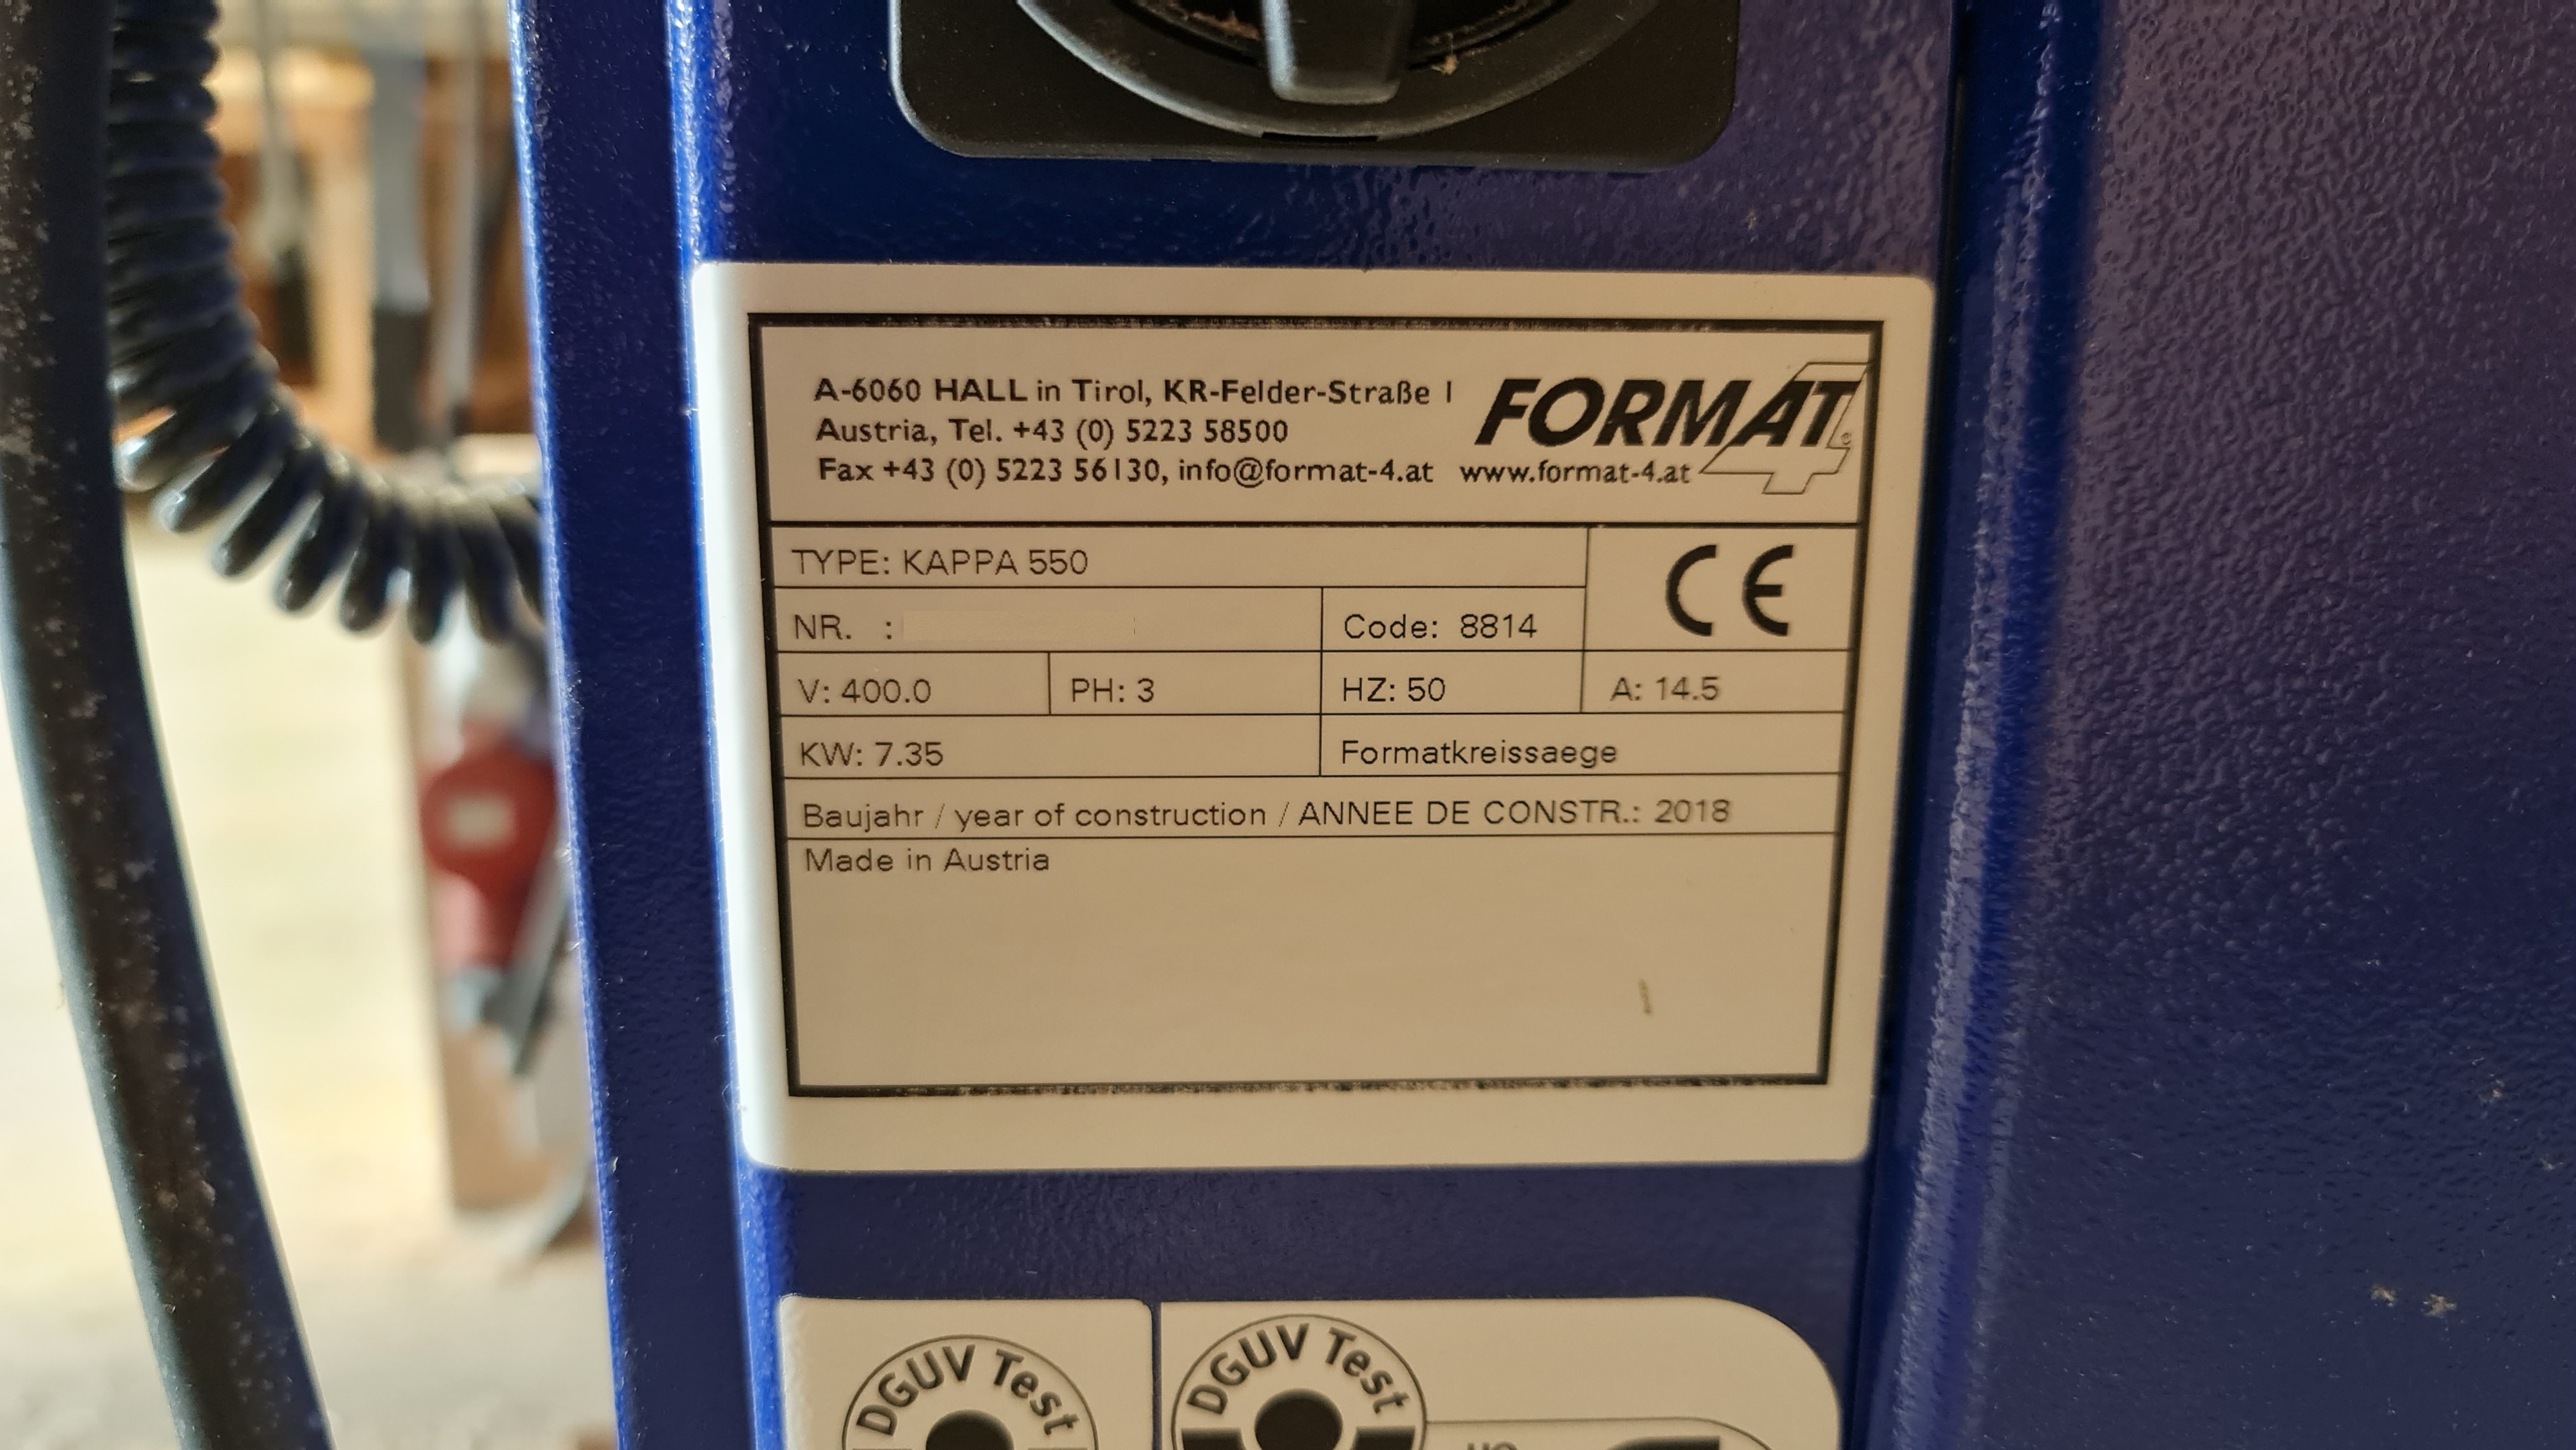 A-6060 HALL in Tirol, KR-Felder-Straße 1
Austria, Tel. +43 (0) 5223 58500
Fax +43 (0) 5223 56130, info@format-4.at
FORMAT 4®
www.format-4.at
TYPE: KAPPA 550
CE
NR. :
Code: 8814
V: 400.0
PH: 3
HZ: 50
A: 14.5
KW: 7.35
Formatkreissaege
Baujahr / year of construction / ANNEE DE CONSTR.: 2018
Made in Austria
DGUV Test
DGUV Test